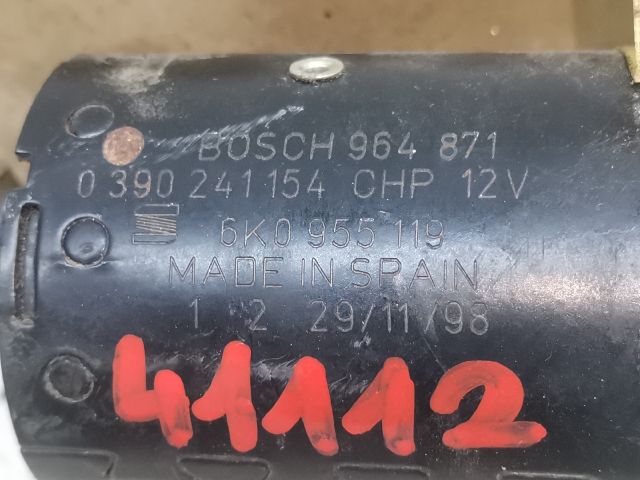 BOSCH 964 871
0 390 241 154 CHP 12V
6K0 955 119
MADE IN SPAIN
1 2 29/11/98
41112